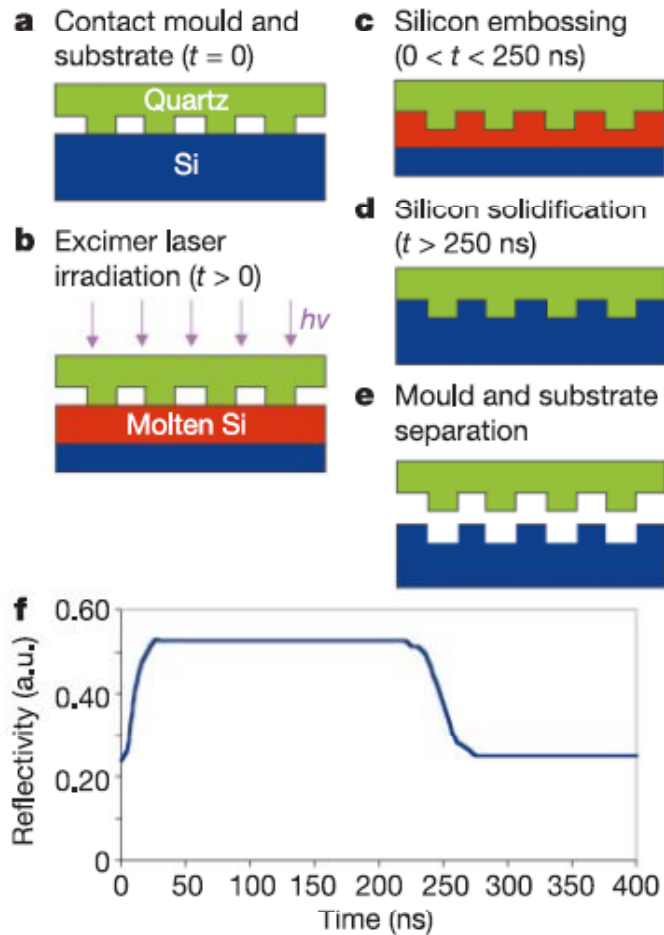 a Contact mould and
substrate (t = 0)
Quartz
Si
b Excimer laser
irradiation (t > 0)
hν
Molten Si
c Silicon embossing
(0 < t < 250 ns)
d Silicon solidification
(t > 250 ns)
e Mould and substrate
separation
f
Reflectivity (a.u.)
0.60
0.40
0.20
0
0 50 100 150 200 250 300 350 400
Time (ns)